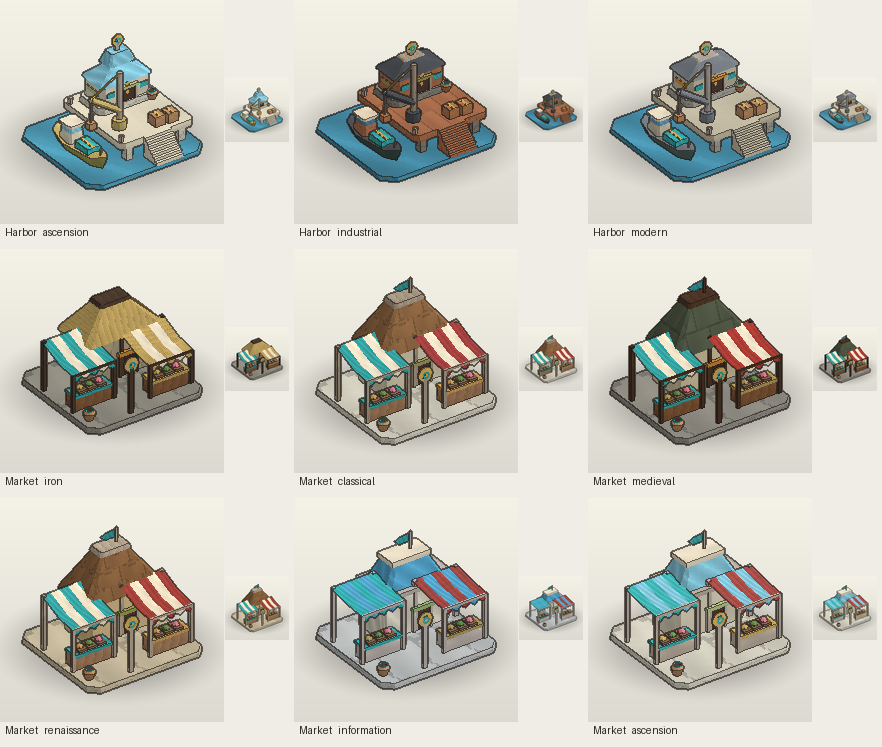 Harbor ascension
Harbor industrial
Harbor modern
Market iron
Market classical
Market medieval
Market renaissance
Market information
Market ascension